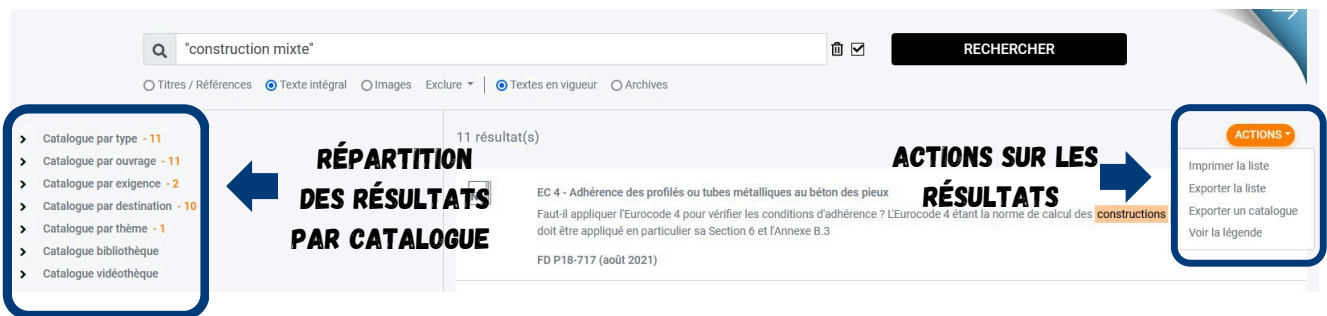 "construction mixte"
RECHERCHER
Titres / Références Texte intégral Images Exclure Textes en vigueur Archives
Catalogue par type - 11
Catalogue par ouvrage - 11
Catalogue par exigence - 2
Catalogue par destination - 10
Catalogue par thème - 1
Catalogue bibliothèque
Catalogue vidéothèque
RÉPARTITION
DES RÉSULTATS
PAR CATALOGUE
11 résultat(s)
EC 4 - Adhérence des profilés ou tubes métalliques au béton des pieux
Faut-il appliquer l'Eurocode 4 pour vérifier les conditions d'adhérence ? L'Eurocode 4 étant la norme de calcul des constructions
doit être appliqué en particulier sa Section 6 et l'Annexe B.3
FD P18-717 (août 2021)
ACTIONS SUR LES
RÉSULTATS
ACTIONS
Imprimer la liste
Exporter la liste
Exporter un catalogue
Voir la légende